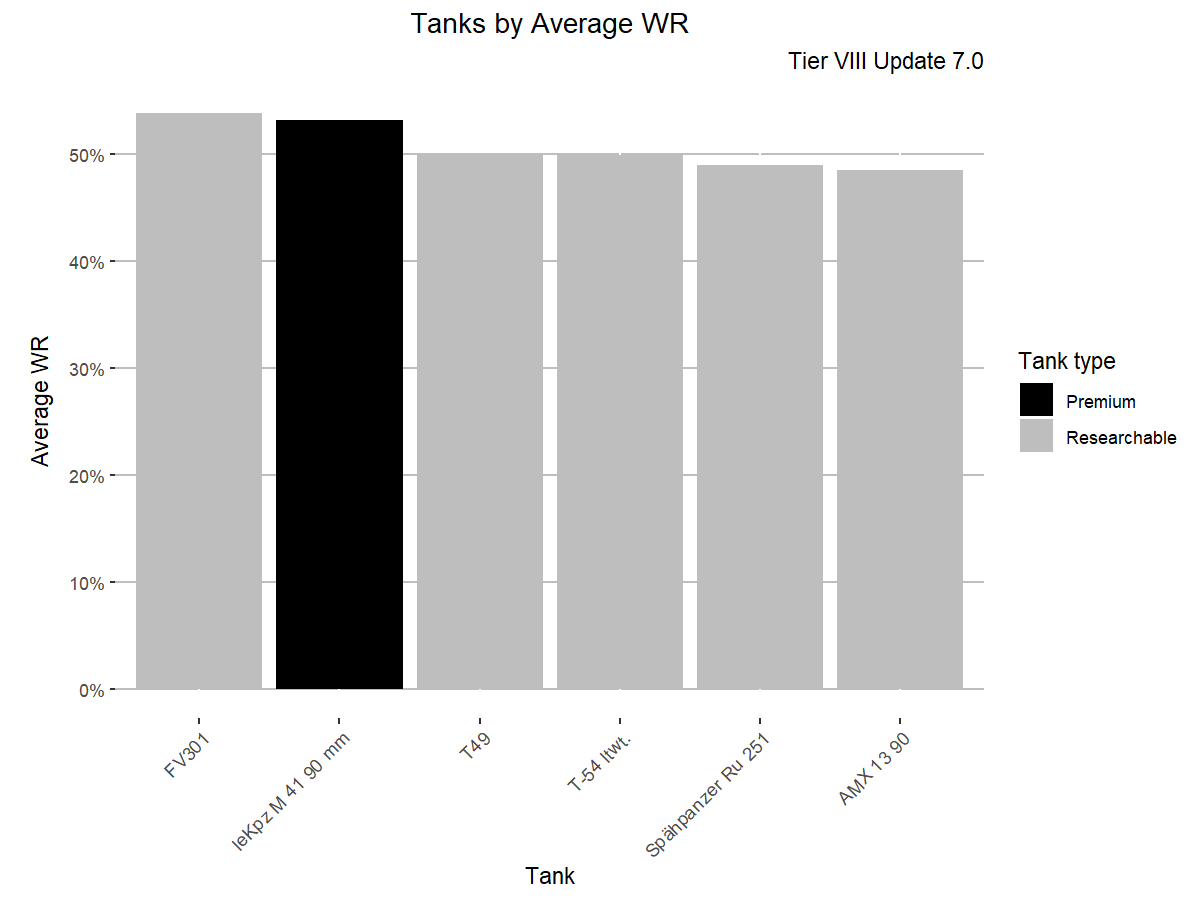 Tanks by Average WR
Tier VIII Update 7.0
Average WR
50%
40%
30%
20%
10%
0%
FV301
leKpz M 41 90 mm
T49
T-54 ltwt.
Spähpanzer Ru 251
AMX 13 90
Tank
Tank type
Premium
Researchable